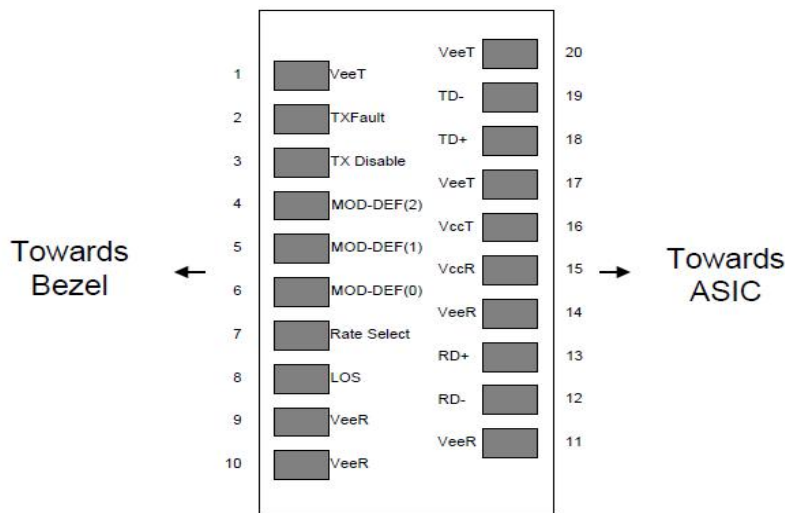 VeeT 20
1 VeeT
TD- 19
2 TXFault
TD+ 18
3 TX Disable
VeeT 17
4 MOD-DEF(2)
VccT 16
5 MOD-DEF(1)
Towards
Bezel
VccR 15
Towards
ASIC
6 MOD-DEF(0)
VeeR 14
7 Rate Select
RD+ 13
8 LOS
RD- 12
9 VeeR
VeeR 11
10 VeeR